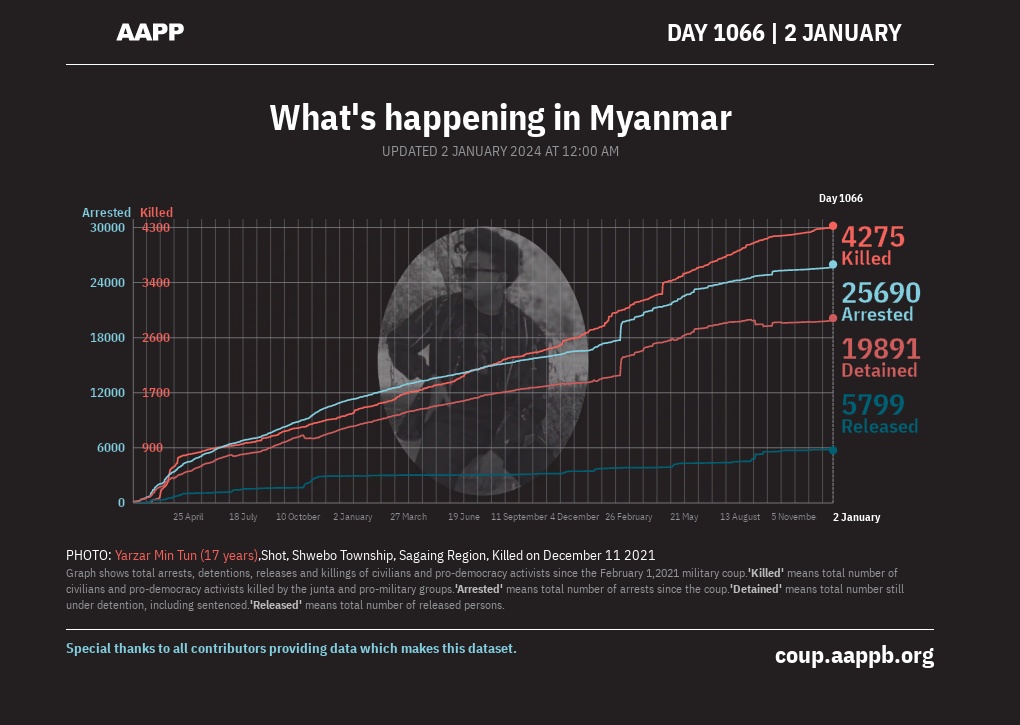 AAPP
DAY 1066 | 2 JANUARY
What's happening in Myanmar
UPDATED 2 JANUARY 2024 AT 12:00 AM
Day 1066
Arrested Killed
30000 4300
24000 3400
18000 2600
12000 1700
6000 900
0
4275
Killed
25690
Arrested
19891
Detained
5799
Released
25 April 18 July 10 October 2 January 27 March 19 June 11 September 4 December 26 February 21 May 13 August 5 Novembe 2 January
PHOTO: Yarzar Min Tun (17 years),Shot, Shwebo Township, Sagaing Region, Killed on December 11 2021
Graph shows total arrests, detentions, releases and killings of civilians and pro-democracy activists since the February 1,2021 military coup.'Killed' means total number of
civilians and pro-democracy activists killed by the junta and pro-military groups.'Arrested' means total number of arrests since the coup.'Detained' means total number still
under detention, including sentenced.'Released' means total number of released persons.
Special thanks to all contributors providing data which makes this dataset.
coup.aappb.org